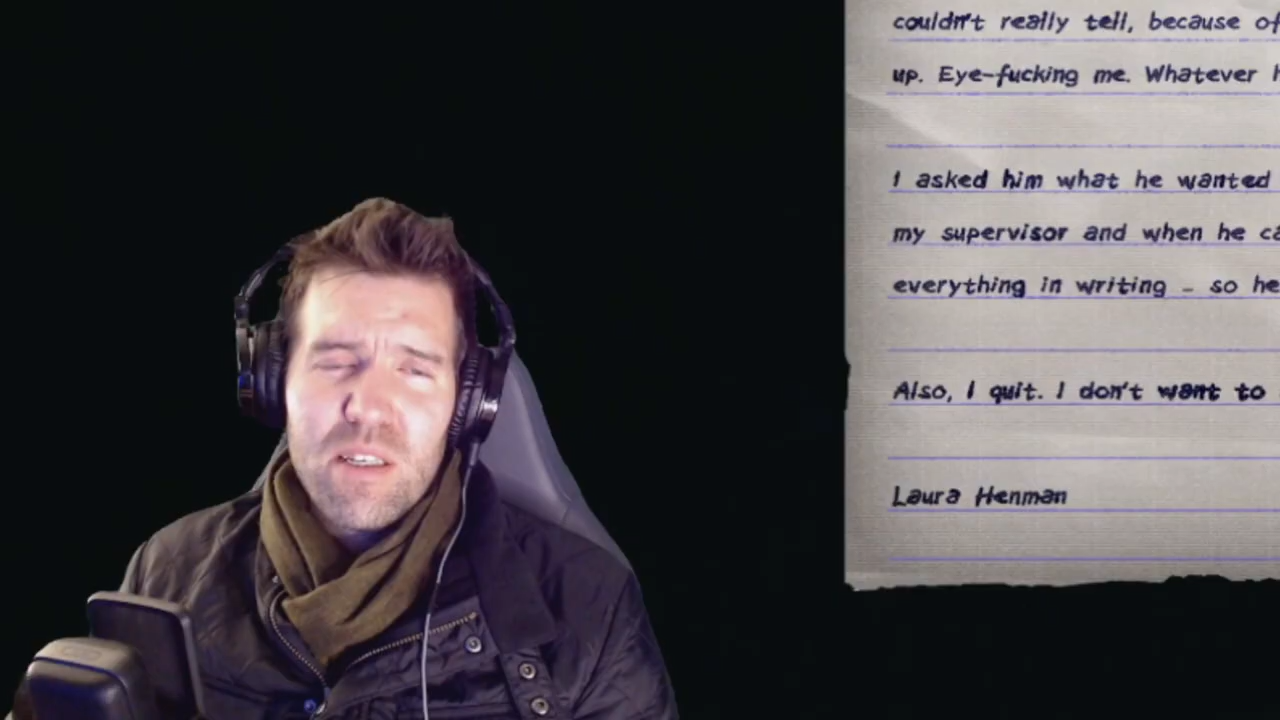 couldn't really tell, because of
up. Eye-fucking me. Whatever h
I asked him what he wanted
my supervisor and when he ca
everything in writing - so he
Also, I quit. I don't want to
Laura Henman